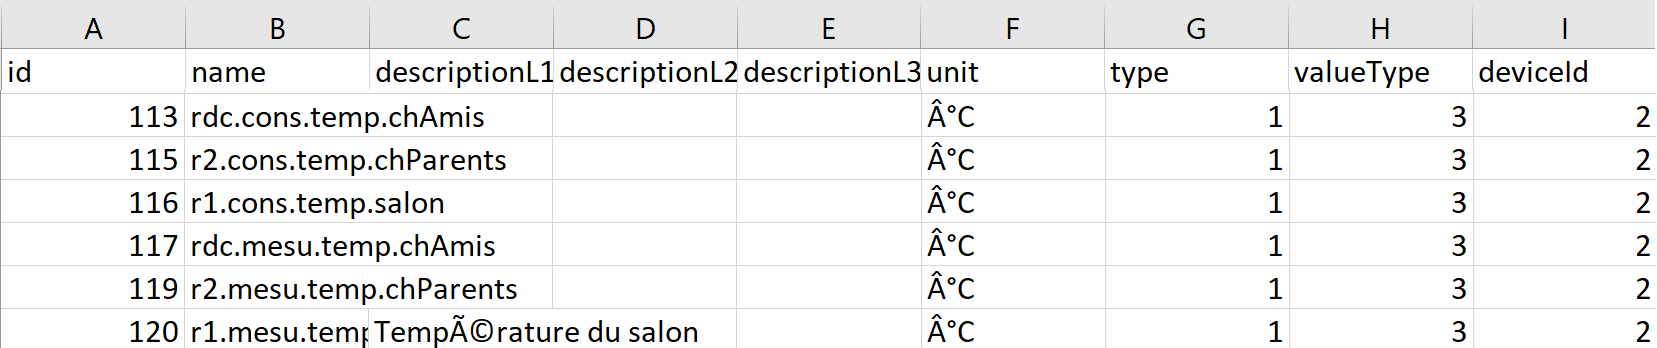 A B C D E F G H I
id name descriptionL1 descriptionL2 descriptionL3 unit type valueType deviceId
113 rdc.cons.temp.chAmis Â°C 1 3 2
115 r2.cons.temp.chParents Â°C 1 3 2
116 r1.cons.temp.salon Â°C 1 3 2
117 rdc.mesu.temp.chAmis Â°C 1 3 2
119 r2.mesu.temp.chParents Â°C 1 3 2
120 r1.mesu.temp TempÃ©rature du salon Â°C 1 3 2